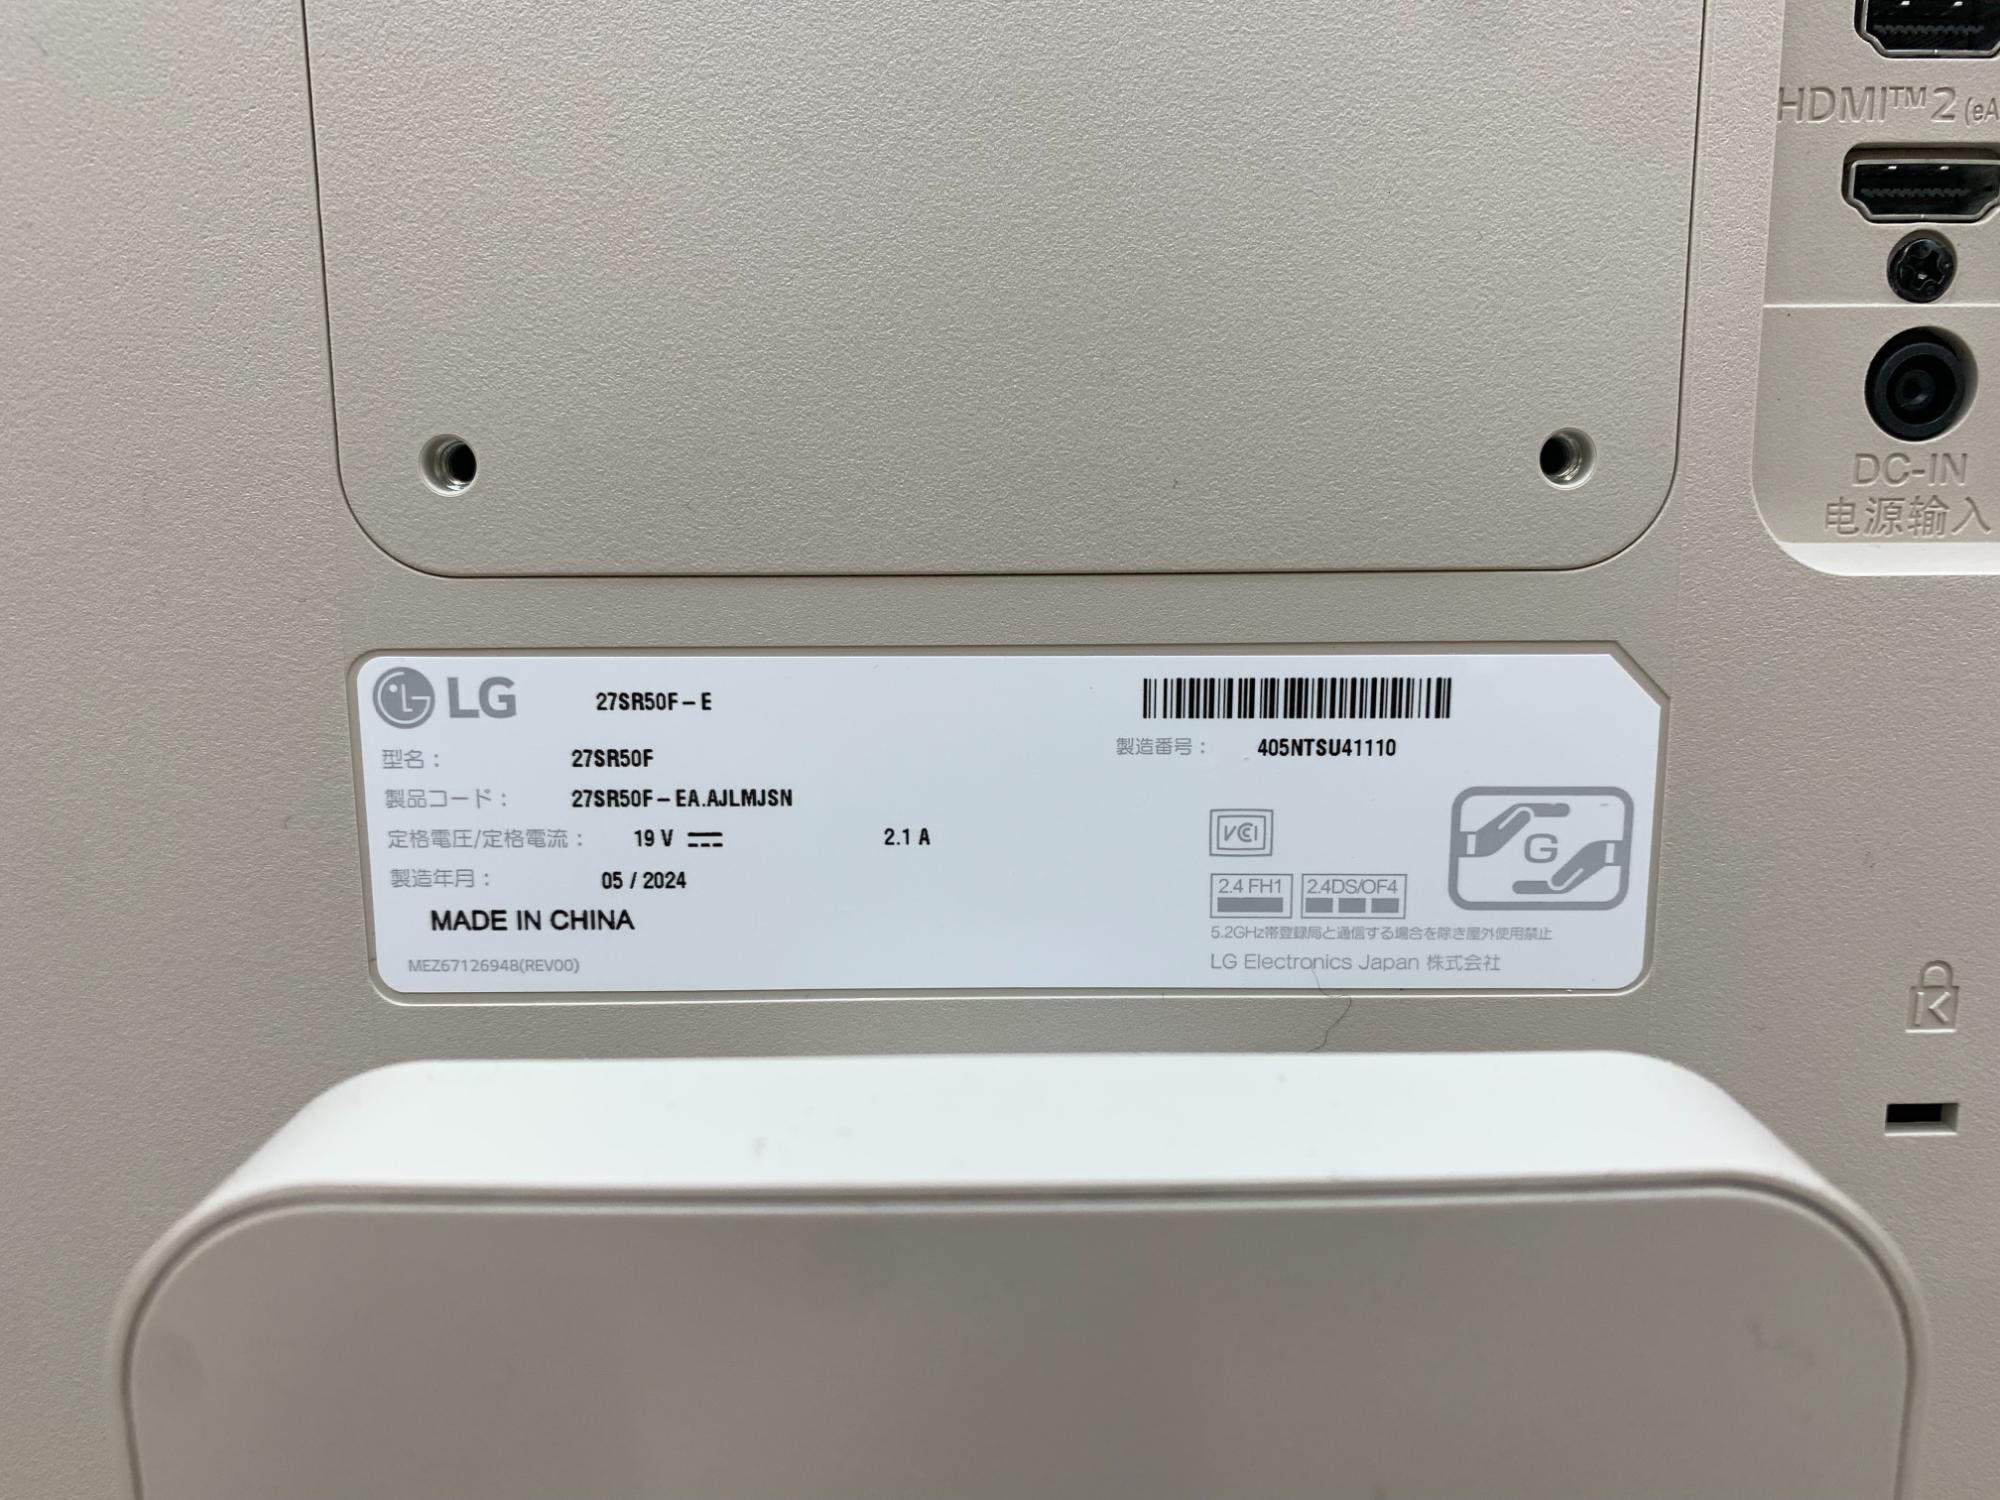 HDMI™ 2 (eA
DC-IN
电源输入
LG
27SR50F-E
型名：
27SR50F
製造番号：
405NTSU41110
製品コード：
27SR50F-EA.AJLMJSN
定格電圧/定格電流：
19 V
2.1 A
製造年月：
05 / 2024
MADE IN CHINA
MEZ67126948(REV00)
VCCI
G
2.4 FH1
2.4DS/OF4
5.2GHz帯登録局と通信する場合を除き屋外使用禁止
LG Electronics Japan 株式会社
K